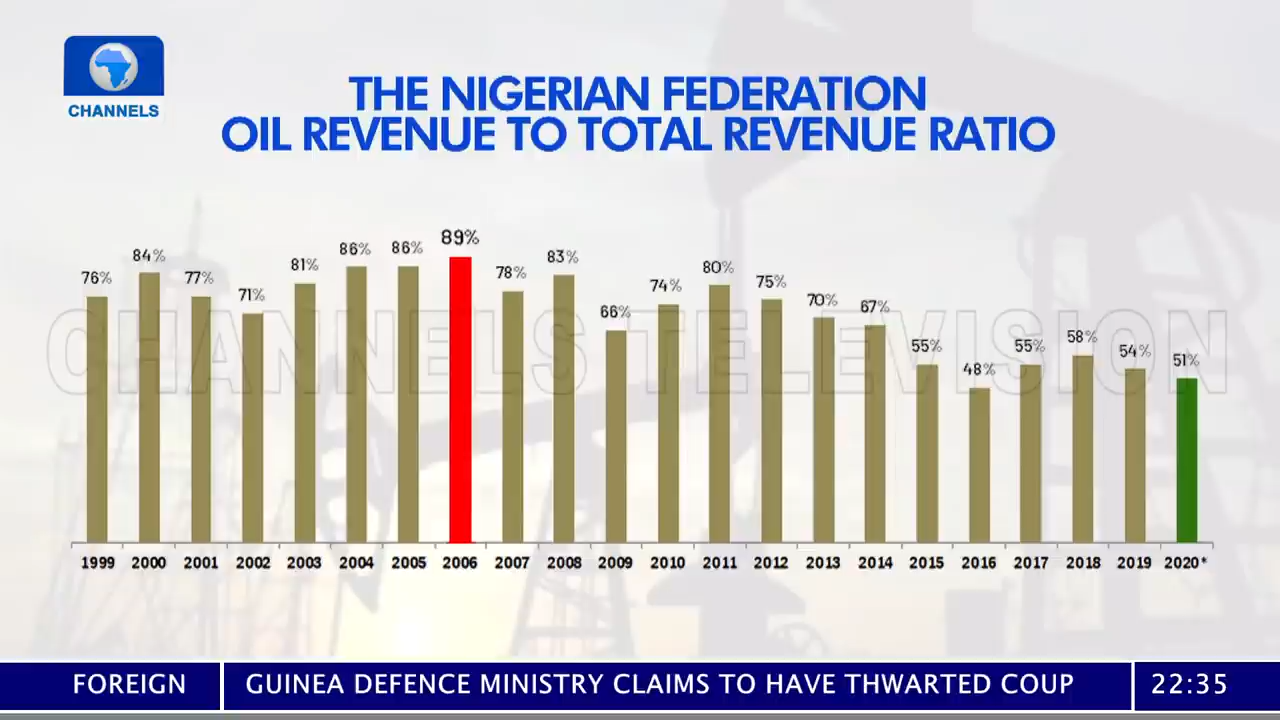 CHANNELS
THE NIGERIAN FEDERATION
OIL REVENUE TO TOTAL REVENUE RATIO
76% 84% 77% 71% 81% 86% 86% 89% 78% 83% 66% 74% 80% 75% 70% 67% 55% 48% 55% 58% 54% 51%
CHANNELS TELEVISION
1999 2000 2001 2002 2003 2004 2005 2006 2007 2008 2009 2010 2011 2012 2013 2014 2015 2016 2017 2018 2019 2020*
FOREIGN GUINEA DEFENCE MINISTRY CLAIMS TO HAVE THWARTED COUP 22:35